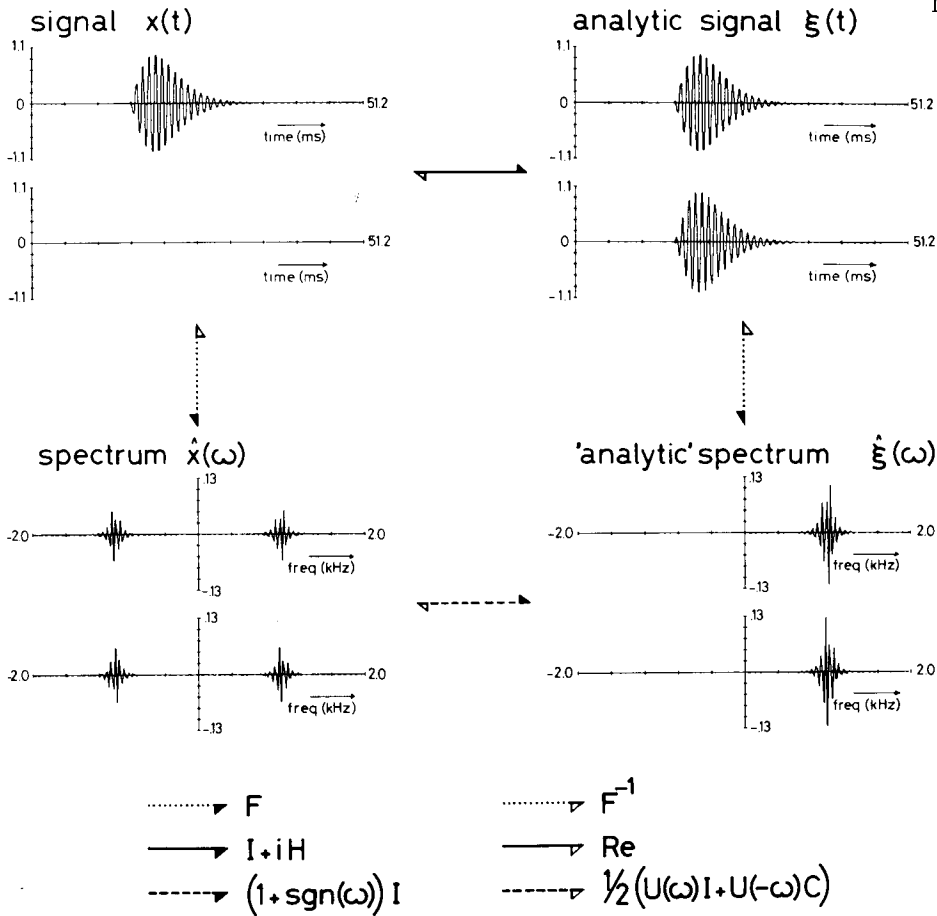 signal x(t)
1.1
0
-1.1
51.2
time (ms)
1.1
0
-1.1
51.2
time (ms)
analytic signal ξ(t)
1.1
0
-1.1
51.2
time (ms)
1.1
0
-1.1
51.2
time (ms)
spectrum x̂(ω)
.13
-2.0
2.0
freq (kHz)
-.13
.13
-2.0
2.0
freq (kHz)
-.13
'analytic' spectrum ξ̂(ω)
.13
-2.0
2.0
freq (kHz)
-.13
.13
-2.0
2.0
freq (kHz)
-.13
F
I + iH
(1 + sgn(ω)) I
F⁻¹
Re
½ (U(ω) I + U(-ω) C)